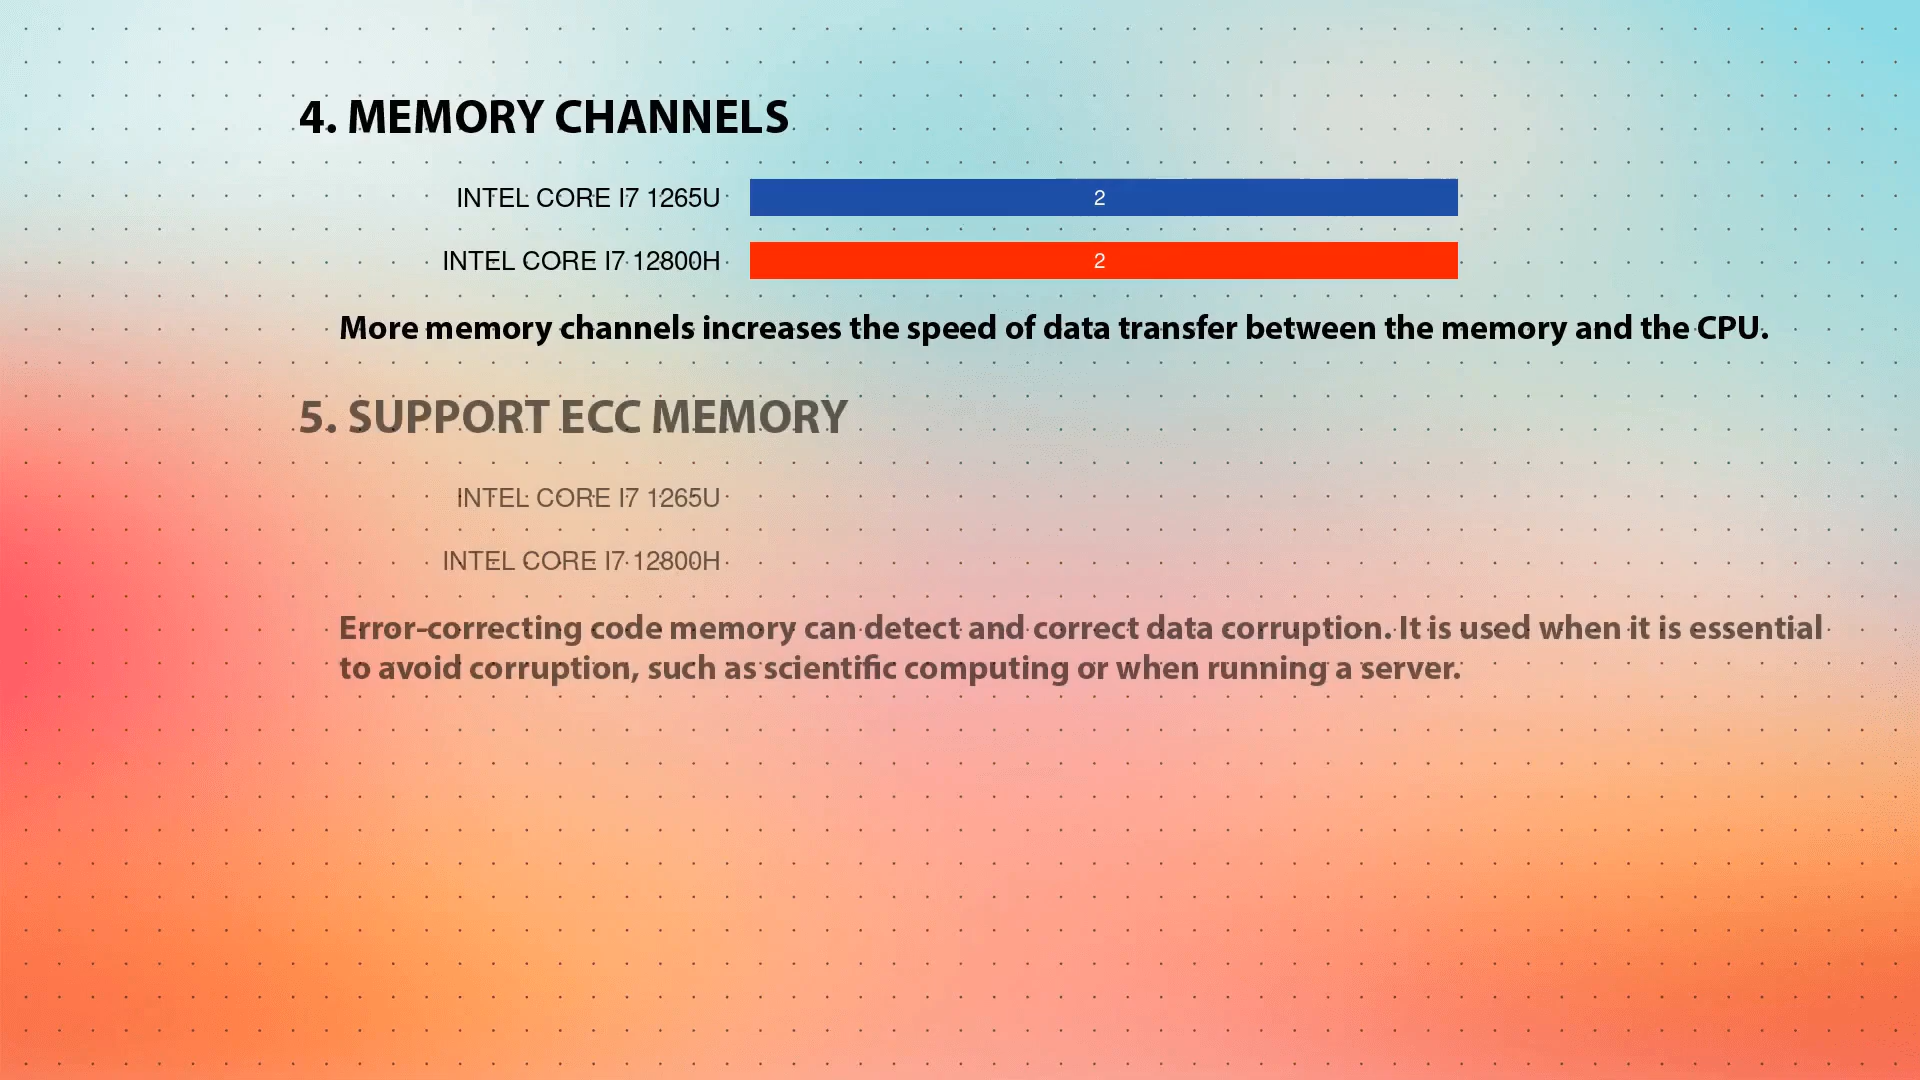 4. MEMORY CHANNELS
INTEL CORE I7 1265U
2
INTEL CORE I7 12800H
2
More memory channels increases the speed of data transfer between the memory and the CPU.
5. SUPPORT ECC MEMORY
INTEL CORE I7 1265U
INTEL CORE I7 12800H
Error-correcting code memory can detect and correct data corruption. It is used when it is essential
to avoid corruption, such as scientific computing or when running a server.